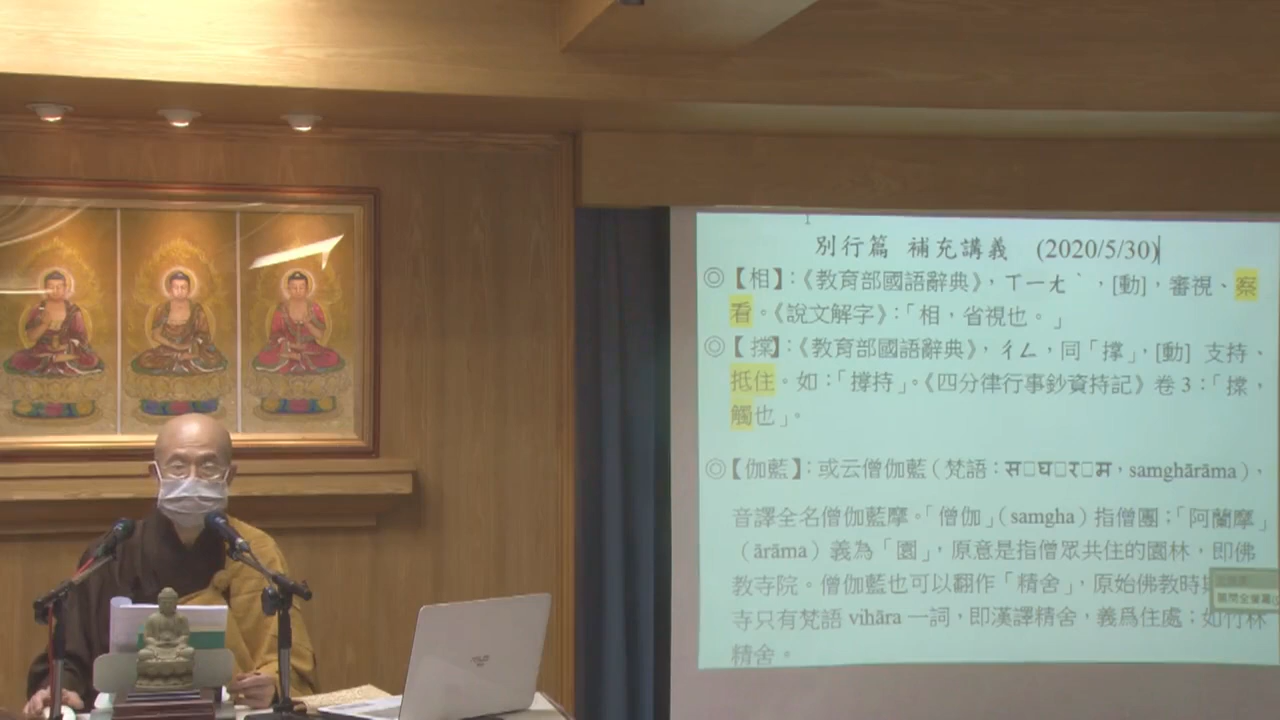 別行篇 補充講義 (2020/5/30)
◎【相】：《教育部國語辭典》，ㄒㄧㄤˋ，[動]，審視、察
看。《說文解字》：「相，省視也。」
◎【㨃】：《教育部國語辭典》，ㄔㄥ，同「撐」，[動] 支持、
抵住。如：「撐持」。《四分律行事鈔資持記》卷 3：「
觸也」。
◎【伽藍】：或云僧伽藍（梵語：स घ र म，samghārāma），
音譯全名僧伽藍摩。「僧伽」（samgha）指僧團；「阿蘭摩」
（ārāma）義為「園」，原意是指僧眾共住的園林，即佛
教寺院。僧伽藍也可以翻作「精舍」，原始佛教時
寺只有梵語 vihāra 一詞，即漢譯精舍，義爲住處；如竹林
精舍。
ASUS